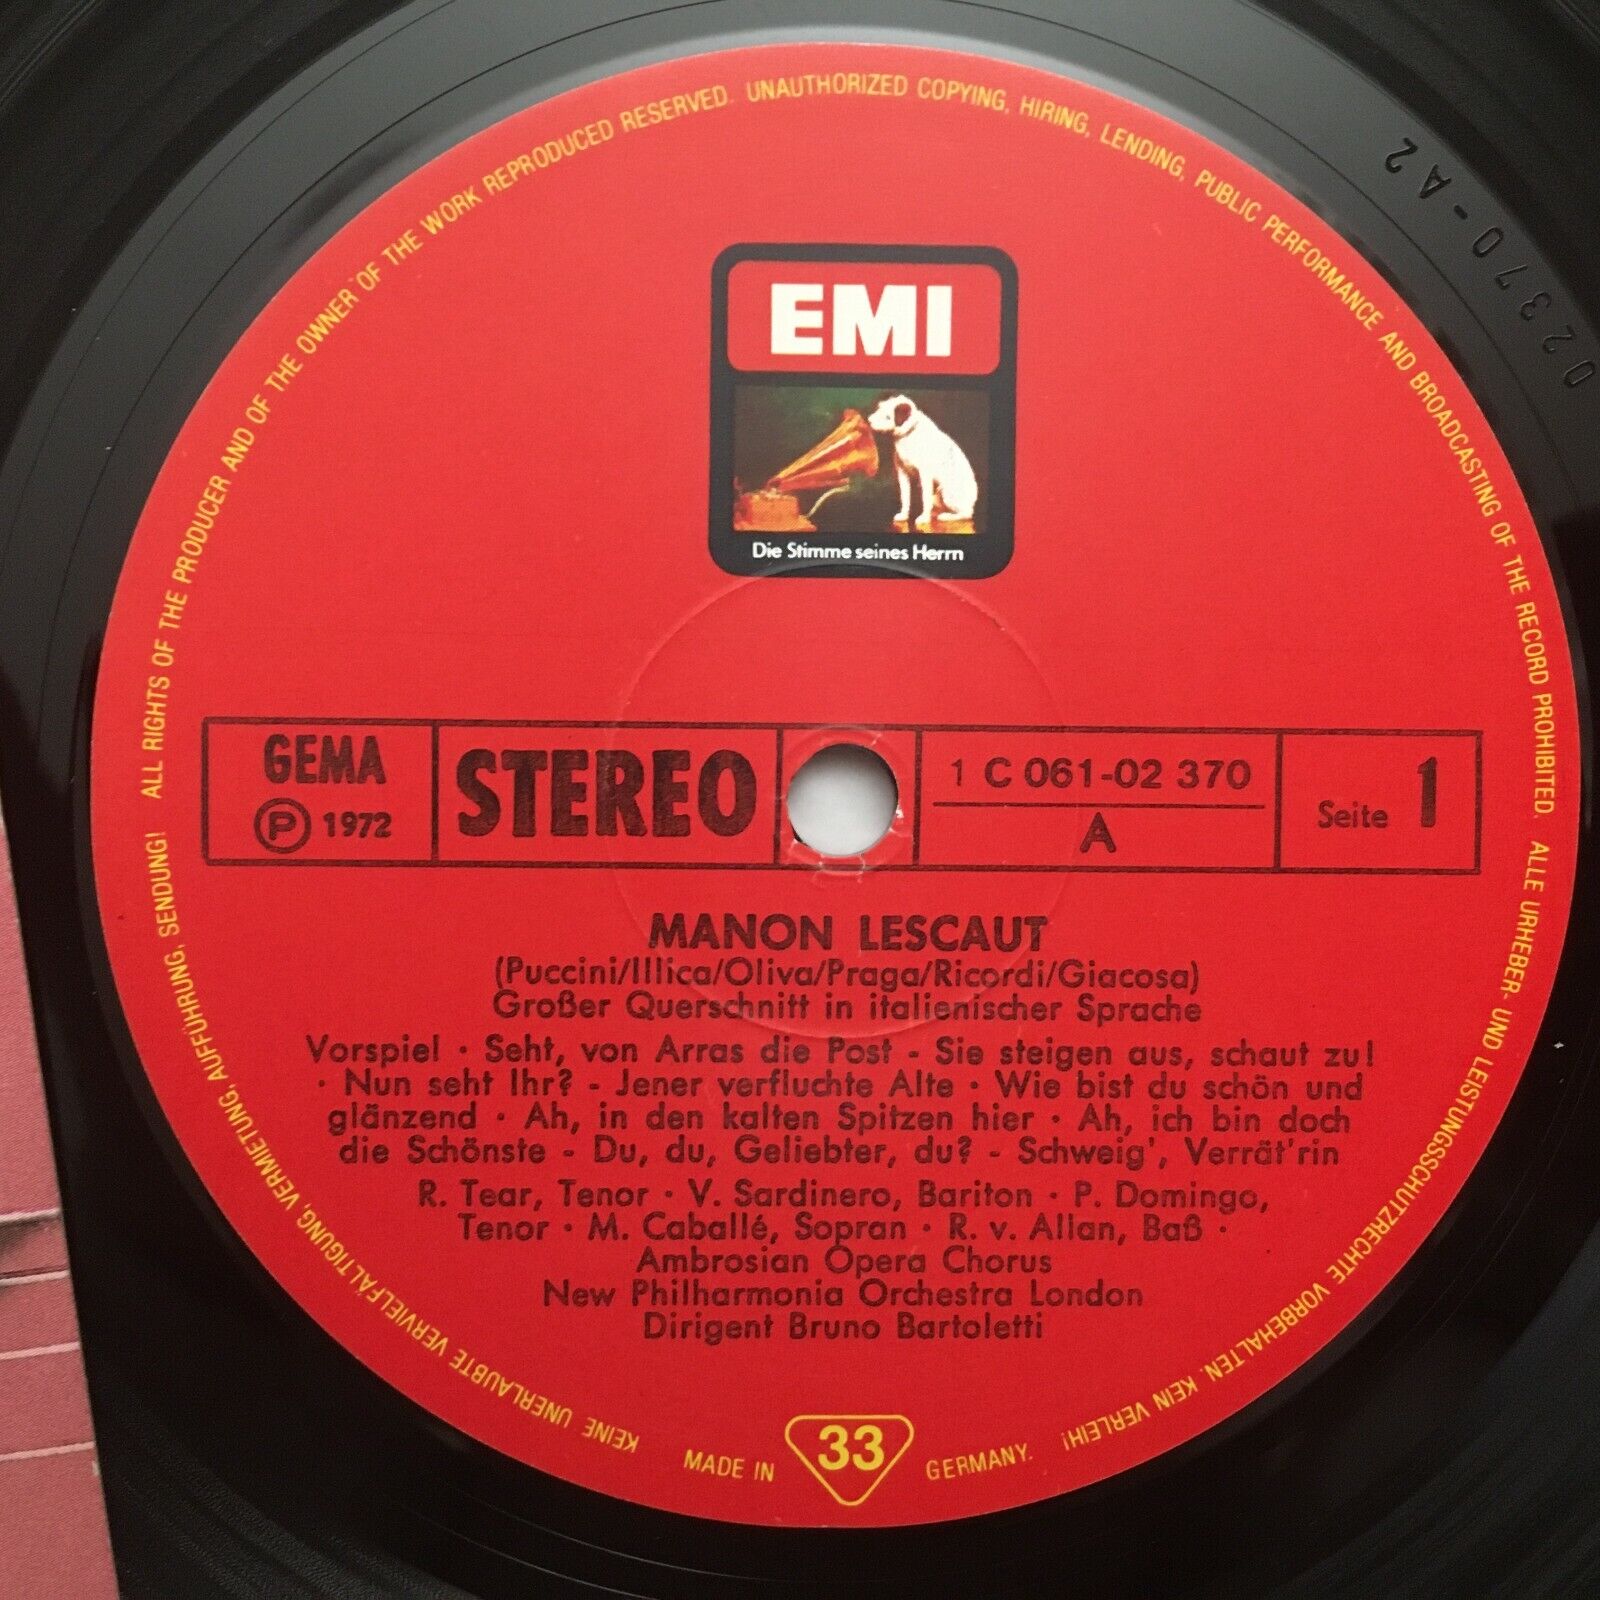 ALL RIGHTS OF THE PRODUCER AND OF THE OWNER OF THE WORK REPRODUCED RESERVED. UNAUTHORIZED COPYING, HIRING, LENDING, PUBLIC PERFORMANCE AND BROADCASTING OF THE RECORD PROHIBITED. ALLE URHEBER- UND LEISTUNGSSCHUTZRECHTE VORBEHALTEN. KEIN VERLEIH! KEINE UNERLAUBTE VERVIELFÄLTIGUNG, VERMIETUNG, AUFFÜHRUNG, SENDUNG!
02370-A2
EMI
Die Stimme seines Herrn
GEMA
Ⓟ 1972
STEREO
1 C 061-02 370
A
Seite 1
MANON LESCAUT
(Puccini/Illica/Oliva/Praga/Ricordi/Giacosa)
Großer Querschnitt in italienischer Sprache
Vorspiel · Seht, von Arras die Post - Sie steigen aus, schaut zu!
· Nun seht Ihr? - Jener verfluchte Alte · Wie bist du schön und
glänzend · Ah, in den kalten Spitzen hier · Ah, ich bin doch
die Schönste - Du, du, Geliebter, du? - Schweig', Verrät'rin
R. Tear, Tenor · V. Sardinero, Bariton · P. Domingo,
Tenor · M. Caballé, Sopran · R. v. Allan, Baß ·
Ambrosian Opera Chorus
New Philharmonia Orchestra London
Dirigent Bruno Bartoletti
MADE IN 33 GERMANY.